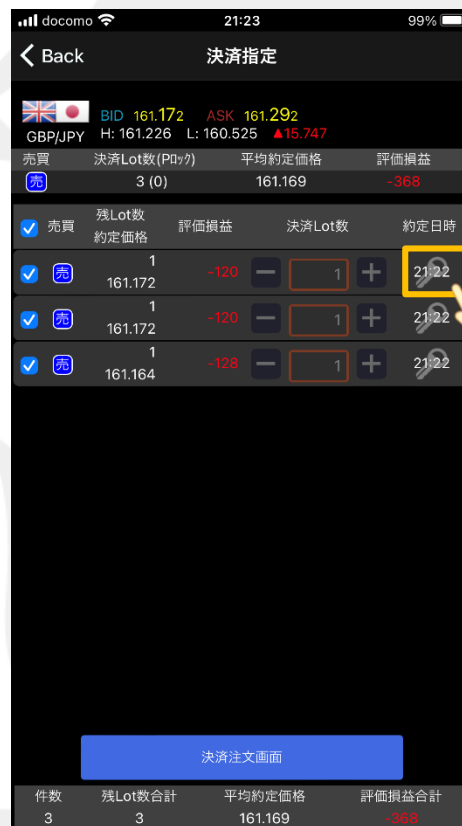 docomo 21:23 99%
Back 決済指定
BID 161.172 ASK 161.292
GBP/JPY H: 161.226 L: 160.525 ▲15.747
売買 決済Lot数(Pロック) 平均約定価格 評価損益
売 3 (0) 161.169 -368
売買 残Lot数 約定価格 評価損益 決済Lot数 約定日時
売 1 161.172 -120 1 21:22
売 1 161.172 -120 1 21:22
売 1 161.164 -128 1 21:22
決済注文画面
件数 残Lot数合計 平均約定価格 評価損益合計
3 3 161.169 -368